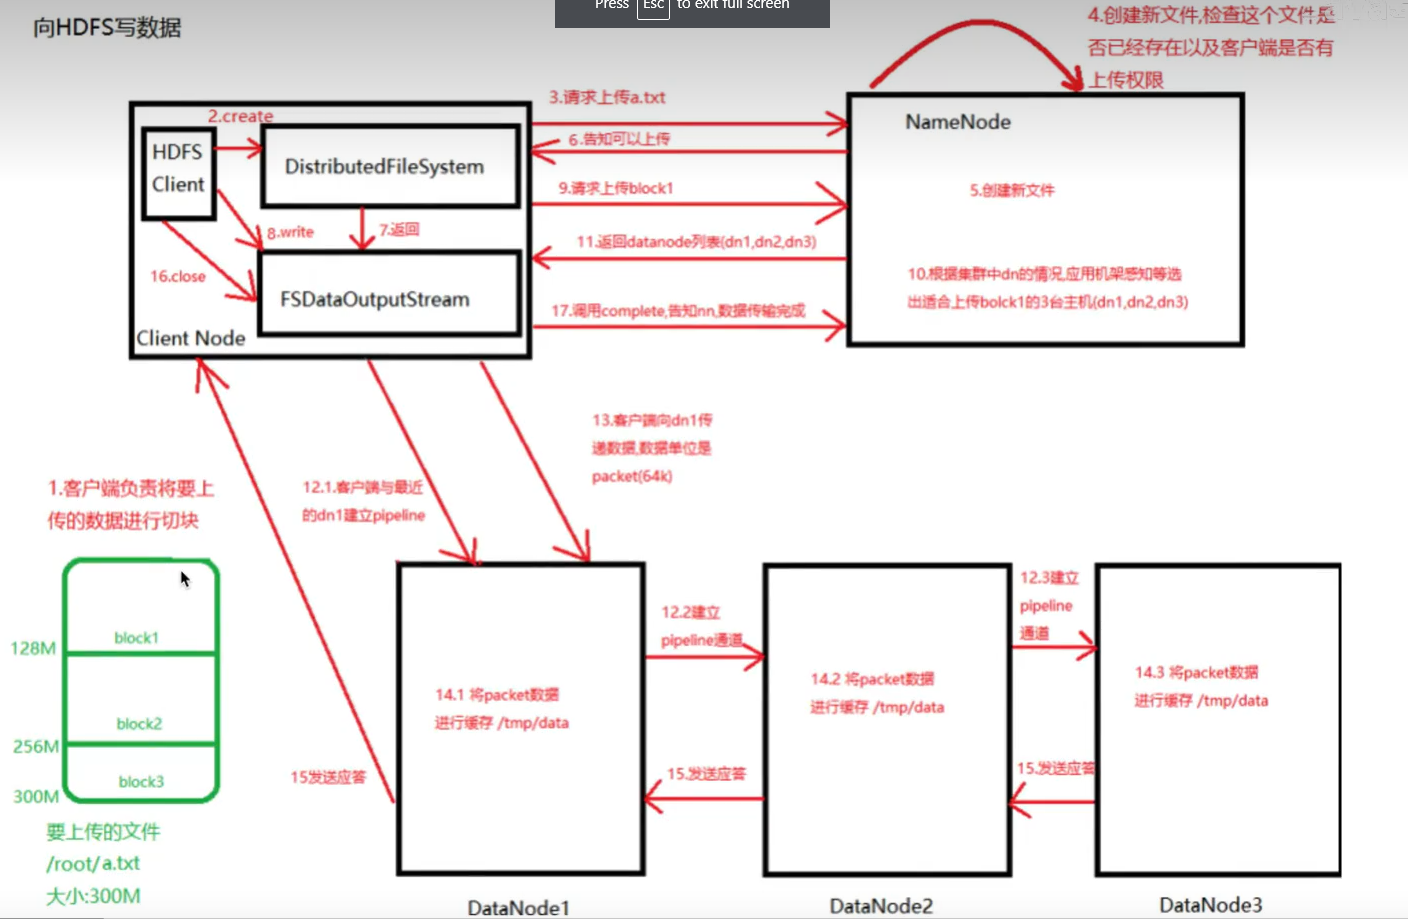 Press Esc to exit full screen
向HDFS写数据
4.创建新文件,检查这个文件是
否已经存在以及客户端是否有
上传权限
3.请求上传a.txt
2.create
HDFS
Client
DistributedFileSystem
6.告知可以上传
NameNode
9.请求上传block1
5.创建新文件
8.write
7.返回
11.返回datanode列表(dn1,dn2,dn3)
16.close
FSDataOutputStream
10.根据集群中dn的情况,应用机架感知等选
出适合上传bolck1的3台主机(dn1,dn2,dn3)
17.调用complete,告知nn,数据传输完成
Client Node
13.客户端向dn1传
递数据,数据单位是
packet(64k)
1.客户端负责将要上
传的数据进行切块
12.1.客户端与最近
的dn1建立pipeline
12.2建立
pipeline通道
12.3建立
pipeline
通道
block1
128M
block2
256M
block3
300M
14.1 将packet数据
进行缓存 /tmp/data
14.2 将packet数据
进行缓存 /tmp/data
14.3 将packet数据
进行缓存 /tmp/data
15发送应答
15.发送应答
15.发送应答
要上传的文件
/root/a.txt
大小:300M
DataNode1
DataNode2
DataNode3